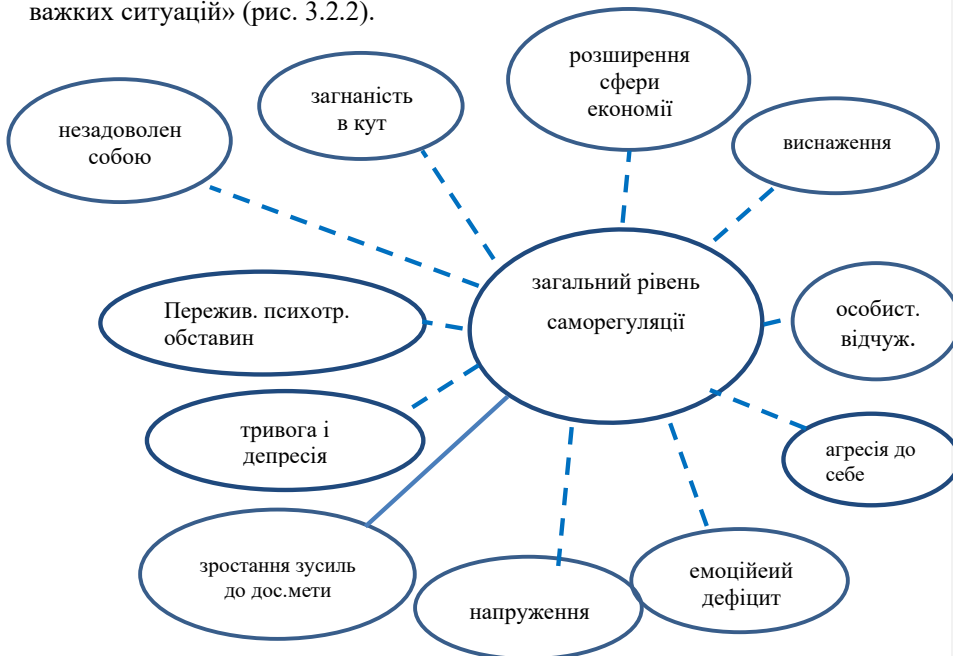 важких ситуацій» (рис. 3.2.2).
розширення
сфери
економії
загнаність
в кут
незадоволен
собою
виснаження
загальний рівень
саморегуляції
Пережив. психотр.
обставин
особист.
відчуж.
тривога і
депресія
агресія до
себе
зростання зусиль
до дос.мети
напруження
емоційеий
дефіцит